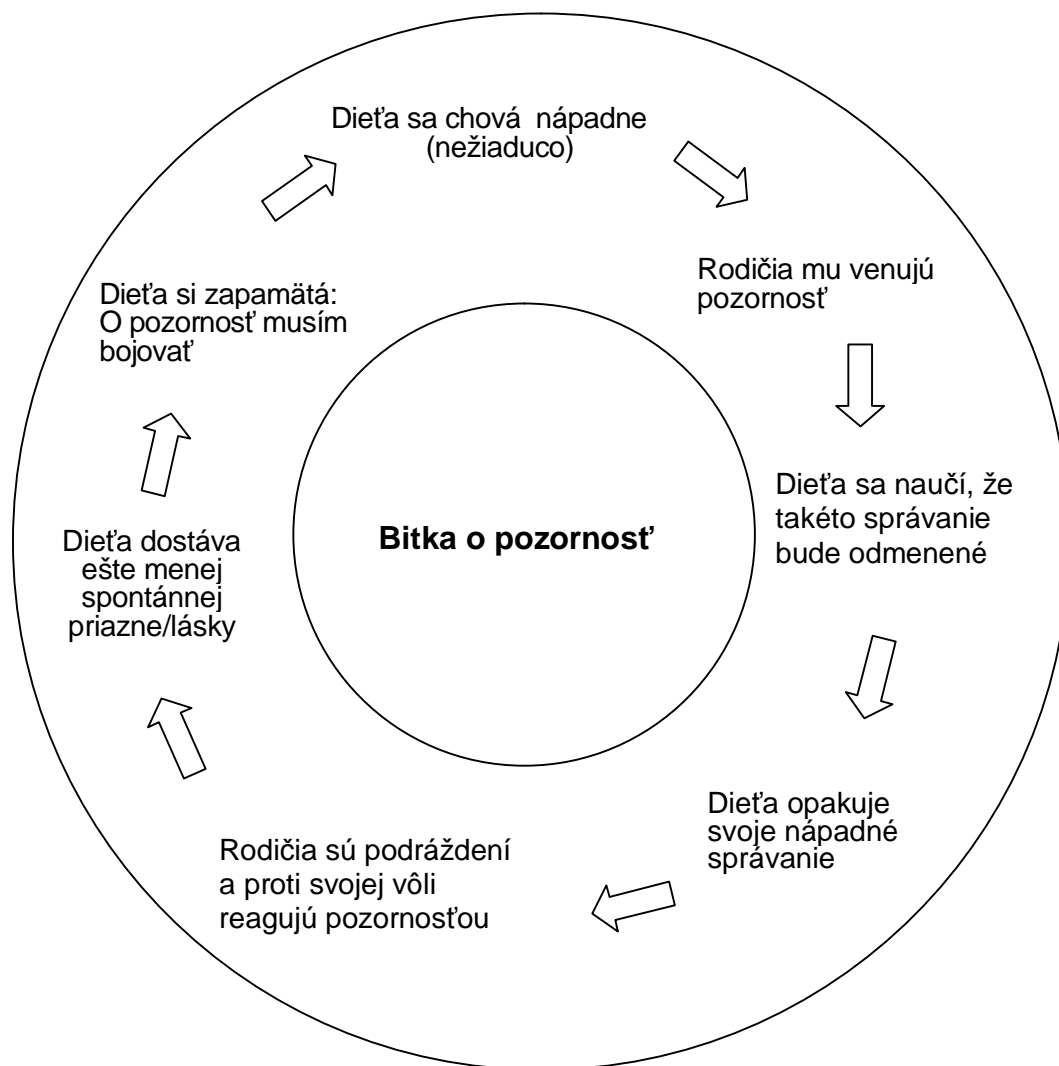 Dieťa sa chová  nápadne
(nežiaduco)
Rodičia mu venujú
pozornosť
Dieťa sa naučí, že
takéto správanie
bude odmenené
Dieťa opakuje
svoje nápadné
správanie
Rodičia sú podráždení
a proti svojej vôli
reagujú pozornosťou
Dieťa dostáva
ešte menej
spontánnej
priazne/lásky
Dieťa si zapamätá:
O pozornosť musím
bojovať
Bitka o pozornosť